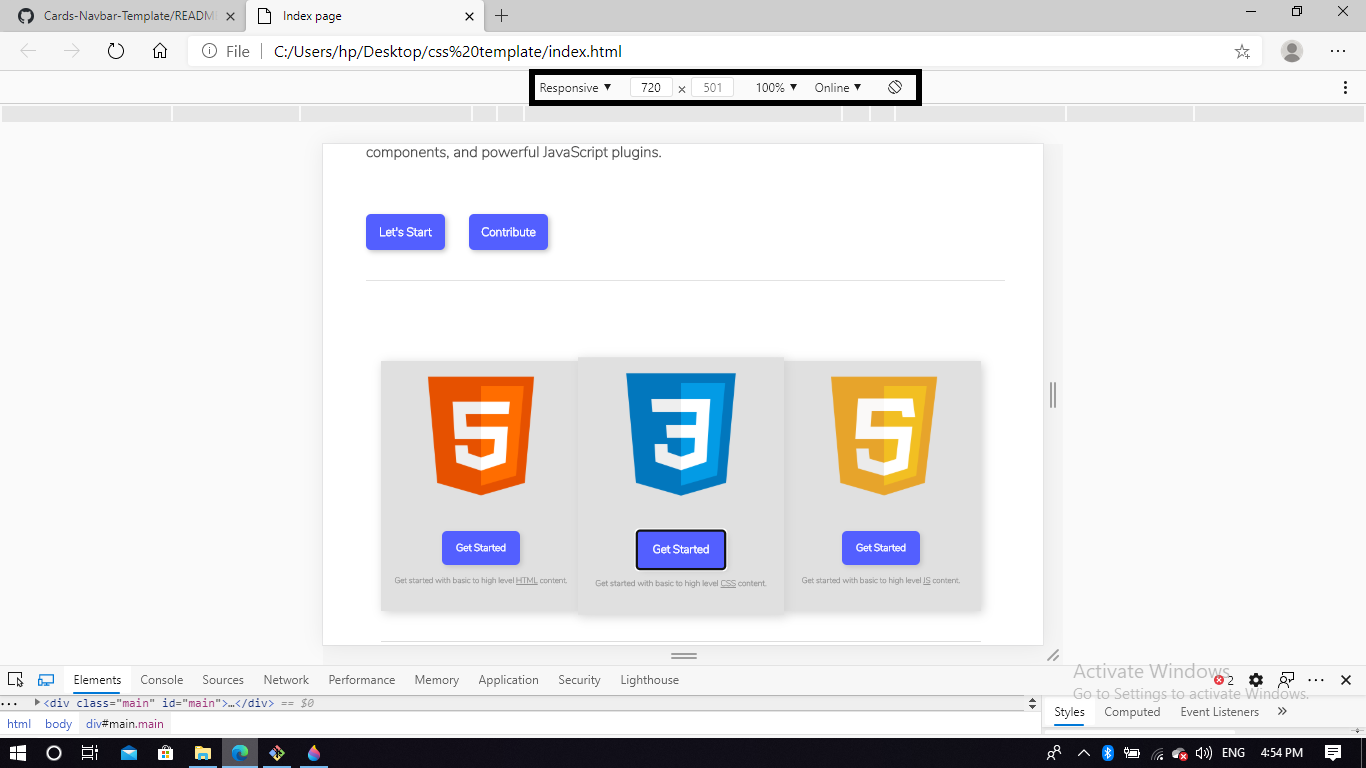 Cards-Navbar-Template/READM
Index page
File
C:/Users/hp/Desktop/css%20template/index.html
Responsive ▼ 720 × 501 100% ▼ Online ▼
components, and powerful JavaScript plugins.
Let's Start
Contribute
5
3
5
Get Started
Get Started
Get Started
Get started with basic to high level HTML content.
Get started with basic to high level CSS content.
Get started with basic to high level JS content.
Activate Windows
Go to Settings to activate Windows.
Elements Console Sources Network Performance Memory Application Security Lighthouse 2
... ▶<div class="main" id="main">…</div> == $0
html body div#main.main
Styles Computed Event Listeners »
ENG 4:54 PM